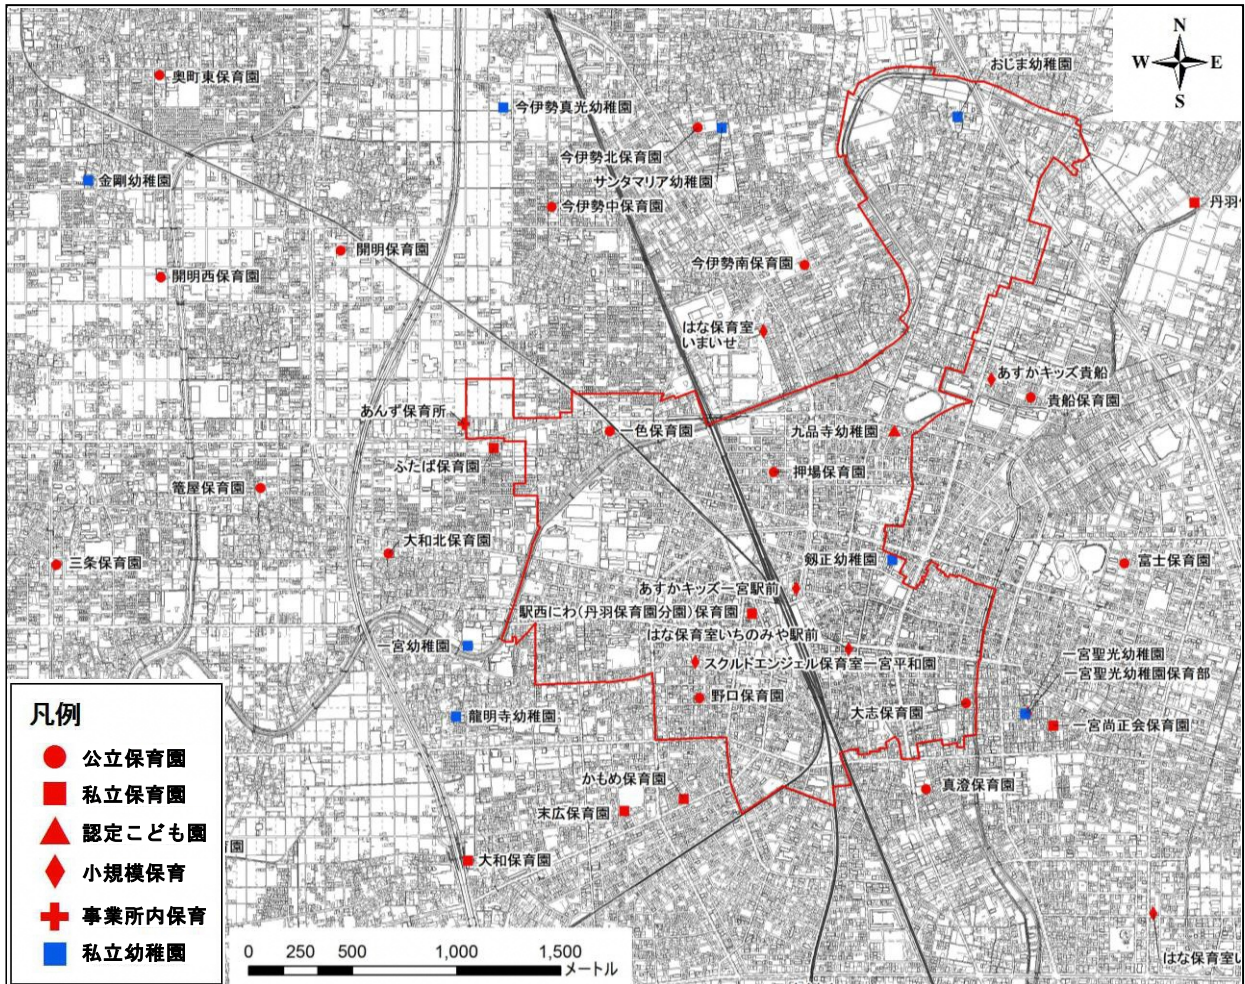 N
W
E
S
おじま幼稚園
奥町東保育園
今伊勢真光幼稚園
今伊勢北保育園
サンタマリア幼稚園
金剛幼稚園
今伊勢中保育園
丹羽
開明保育園
今伊勢南保育園
開明西保育園
はな保育室
いまいせ
あすかキッズ貴船
貴船保育園
あんず保育所
一色保育園
九品寺幼稚園
ふたば保育園
押場保育園
篭屋保育園
大和北保育園
三条保育園
剱正幼稚園
富士保育園
あすかキッズ一宮駅前
駅西にわ(丹羽保育園分園)保育園
はな保育室いちのみや駅前
一宮幼稚園
スクルドエンジェル保育室一宮平和園
一宮聖光幼稚園
一宮聖光幼稚園保育部
野口保育園
大志保育園
龍明寺幼稚園
一宮尚正会保育園
かもめ保育園
真澄保育園
末広保育園
大和保育園
育園
はな保育室い
凡例
公立保育園
私立保育園
認定こども園
小規模保育
事業所内保育
私立幼稚園
0 250 500 1,000 1,500
メートル